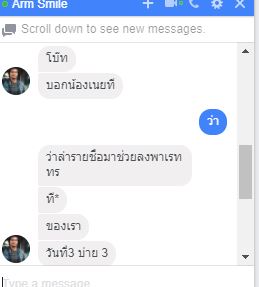 Arm Smile
Scroll down to see new messages.
โบ๊ท
บอกน้องเนยที
ว่า
ว่าลำรายชื่อมาช่วยลงพาเรท
ทร
ที่*
ของเรา
วันที่3 บ่าย 3
Type a message...